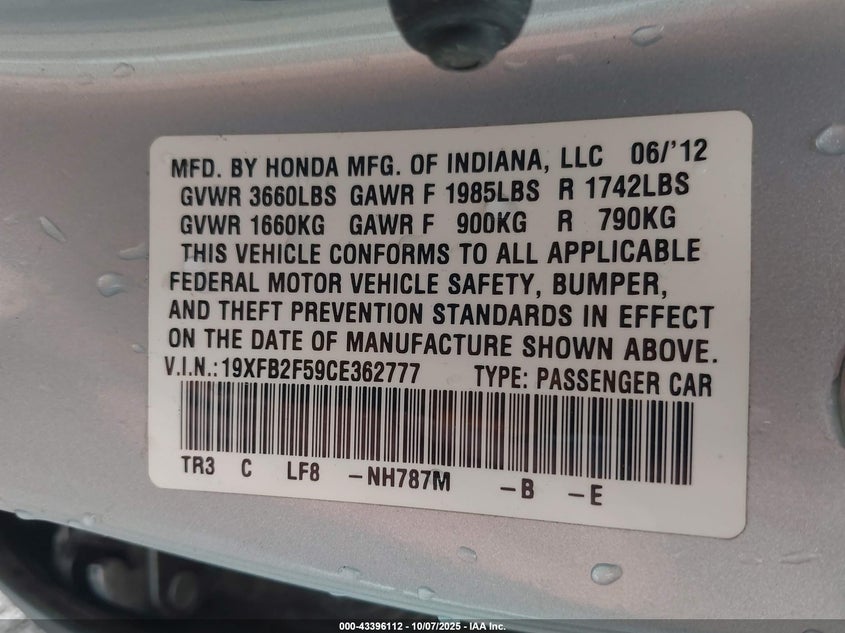 MFD. BY HONDA MFG. OF INDIANA, LLC 06/'12
GVWR 3660LBS GAWR F 1985LBS R 1742LBS
GVWR 1660KG GAWR F 900KG R 790KG
THIS VEHICLE CONFORMS TO ALL APPLICABLE
FEDERAL MOTOR VEHICLE SAFETY, BUMPER,
AND THEFT PREVENTION STANDARDS IN EFFECT
ON THE DATE OF MANUFACTURE SHOWN ABOVE.
V.I.N.:19XFB2F59CE362777 TYPE: PASSENGER CAR
TR3 C LF8 -NH787M -B -E
000-43396112 - 10/07/2025 - IAA Inc.